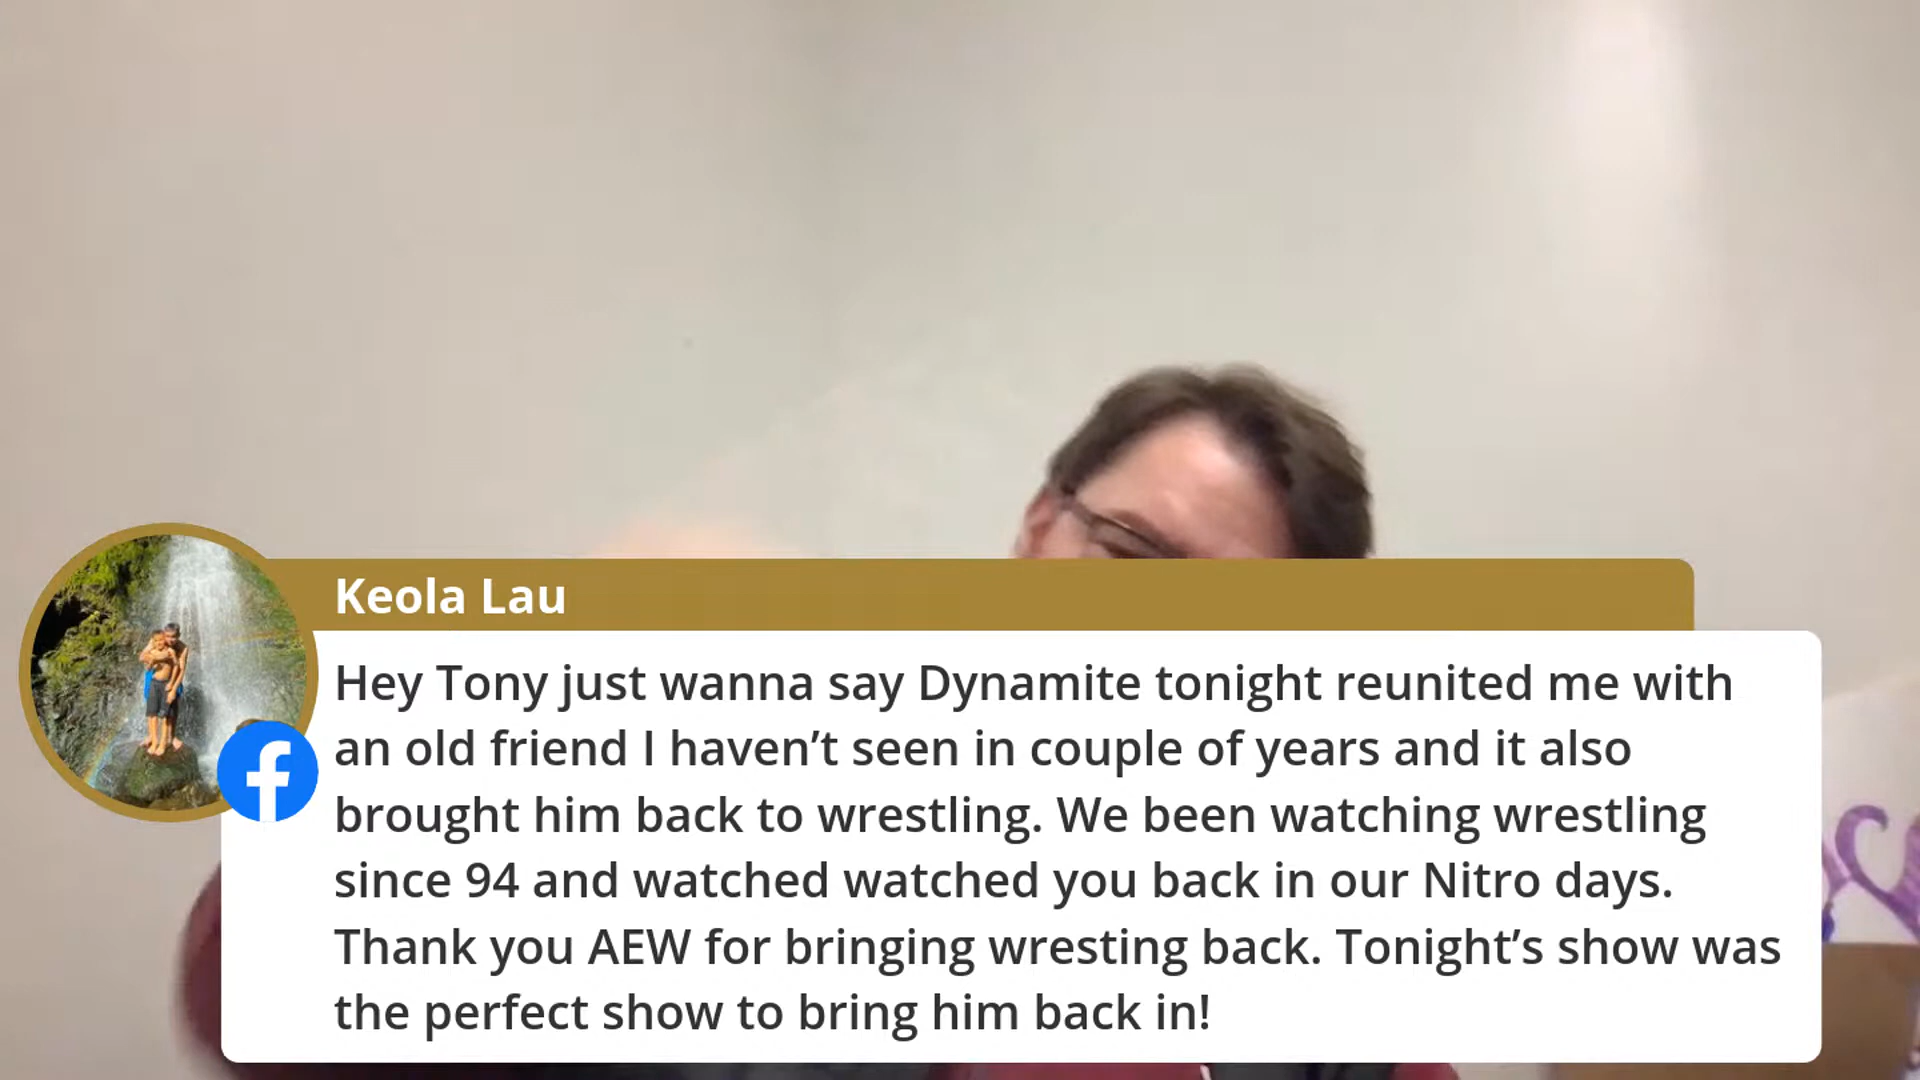 Keola Lau
Hey Tony just wanna say Dynamite tonight reunited me with
an old friend I haven’t seen in couple of years and it also
brought him back to wrestling. We been watching wrestling
since 94 and watched watched you back in our Nitro days.
Thank you AEW for bringing wresting back. Tonight’s show was
the perfect show to bring him back in!